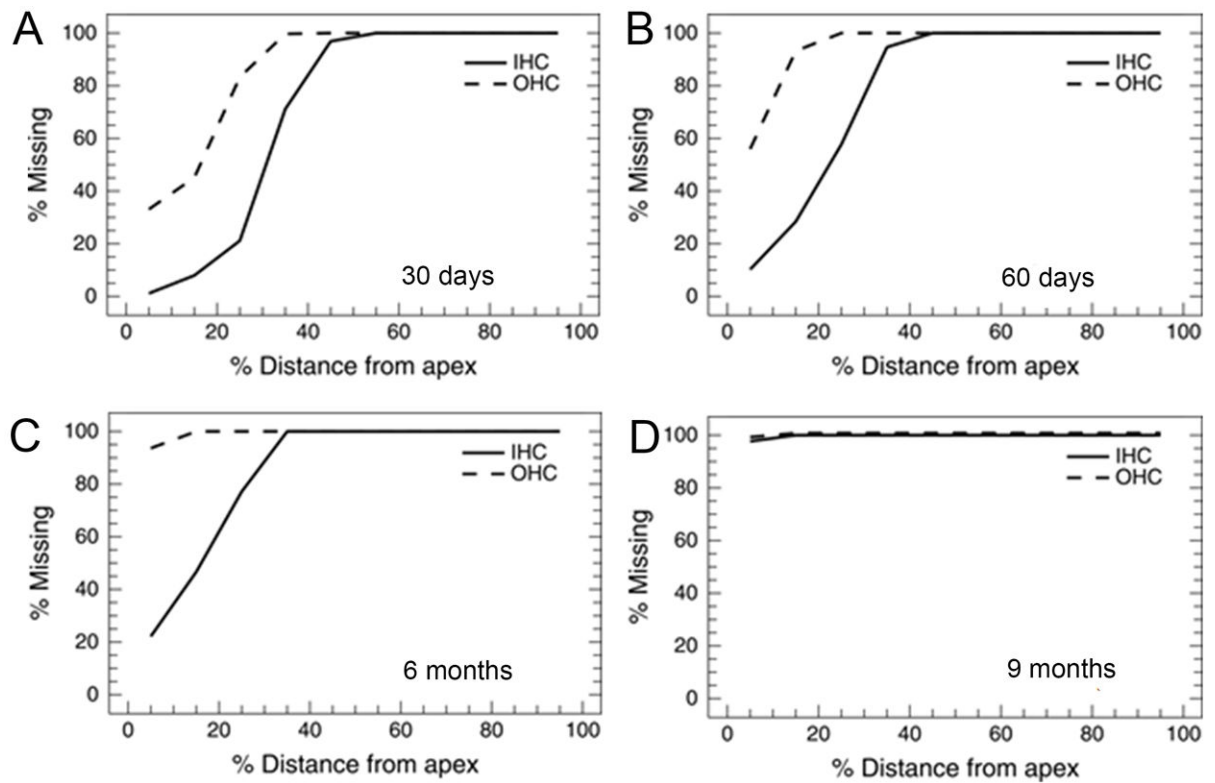 A
100
80
60
40
20
0
% Missing
IHC
OHC
30 days
0 20 40 60 80 100
% Distance from apex
B
100
80
60
40
20
0
% Missing
IHC
OHC
60 days
0 20 40 60 80 100
% Distance from apex
C
100
80
60
40
20
0
% Missing
IHC
OHC
6 months
0 20 40 60 80 100
% Distance from apex
D
100
80
60
40
20
0
% Missing
IHC
OHC
9 months
0 20 40 60 80 100
% Distance from apex